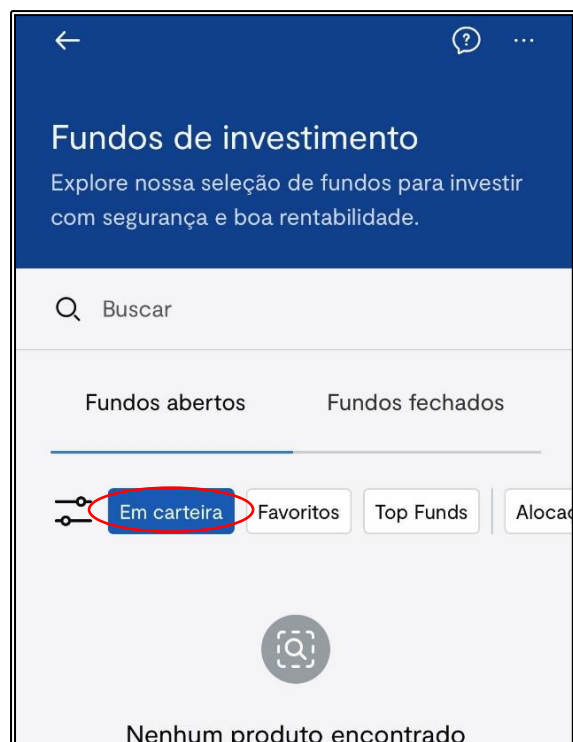 Fundos de investimento
Explore nossa seleção de fundos para investir
com segurança e boa rentabilidade.
Buscar
Fundos abertos Fundos fechados
Em carteira Favoritos Top Funds Alocaç
Nenhum produto encontrado